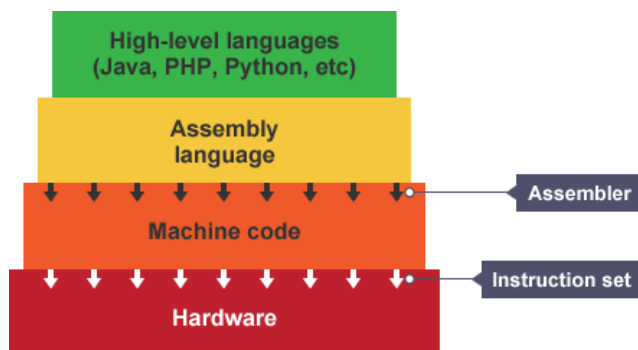 High-level languages
(Java, PHP, Python, etc)
Assembly
language
Assembler
Machine code
Instruction set
Hardware